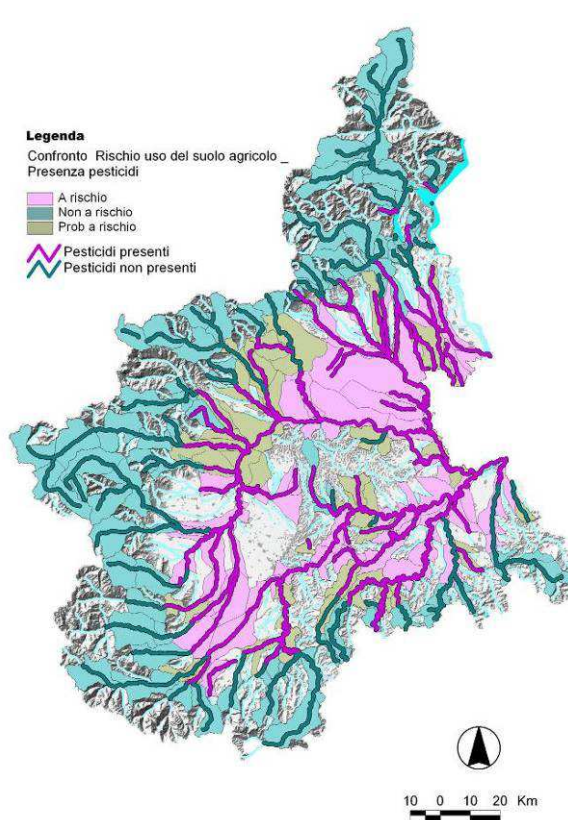 Legenda
Confronto Rischio uso del suolo agricolo _
Presenza pesticidi
A rischio
Non a rischio
Prob a rischio
Pesticidi presenti
Pesticidi non presenti
10 0 10 20 Km